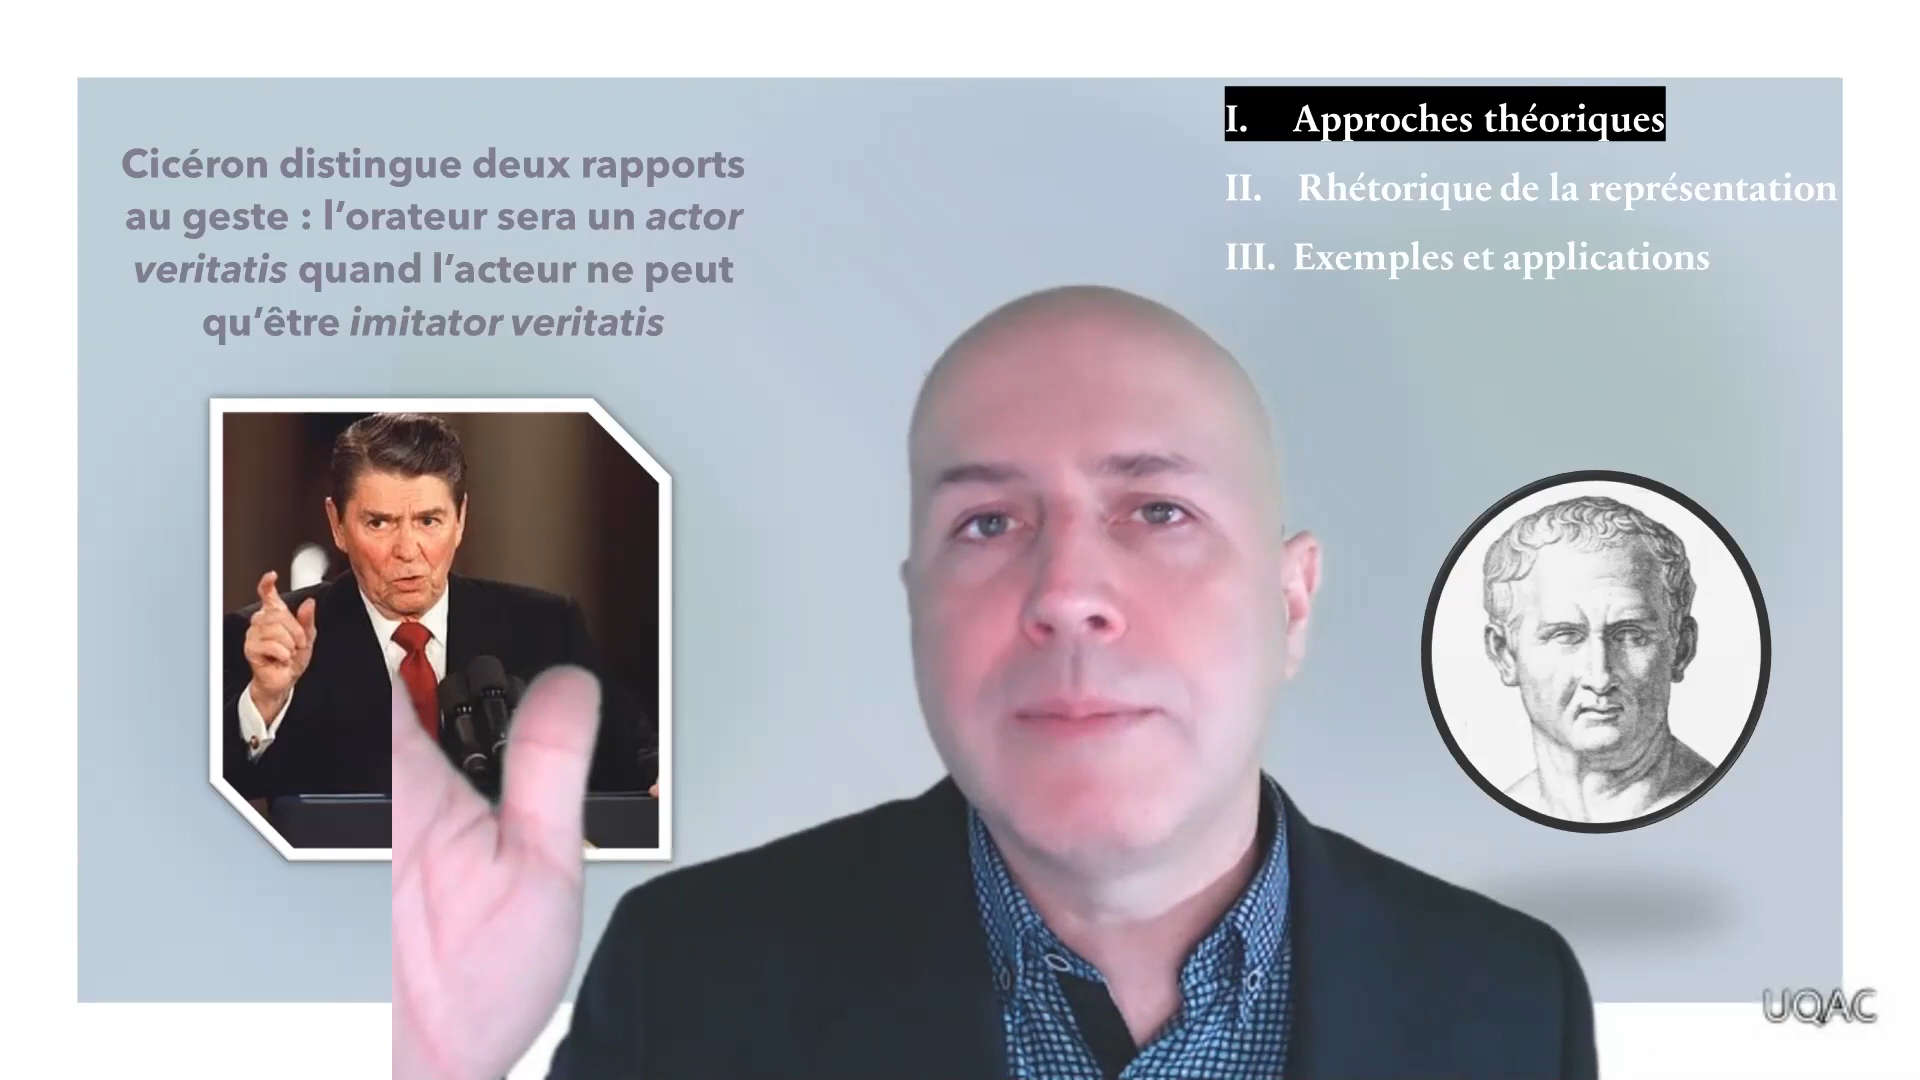 Cicéron distingue deux rapports
au geste : l’orateur sera un actor
veritatis quand l’acteur ne peut
qu’être imitator veritatis
I. Approches théoriques
II. Rhétorique de la représentation
III. Exemples et applications
UQAC